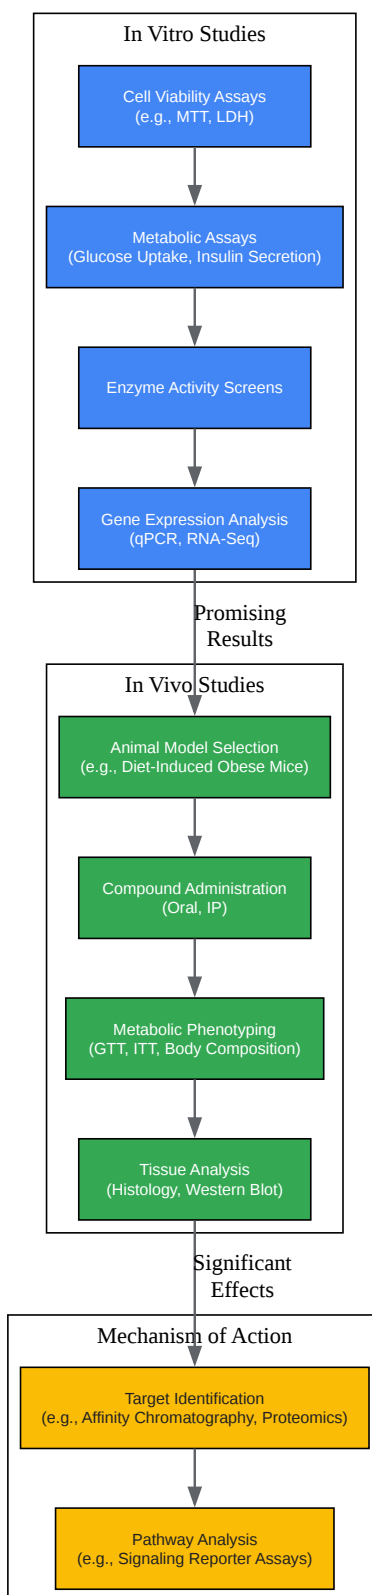 In Vitro Studies
Cell Viability Assays
(e.g., MTT, LDH)
Metabolic Assays
(Glucose Uptake, Insulin Secretion)
Enzyme Activity Screens
Gene Expression Analysis
(qPCR, RNA-Seq)
Promising
Results
In Vivo Studies
Animal Model Selection
(e.g., Diet-Induced Obese Mice)
Compound Administration
(Oral, IP)
Metabolic Phenotyping
(GTT, ITT, Body Composition)
Tissue Analysis
(Histology, Western Blot)
Significant
Effects
Mechanism of Action
Target Identification
(e.g., Affinity Chromatography, Proteomics)
Pathway Analysis
(e.g., Signaling Reporter Assays)